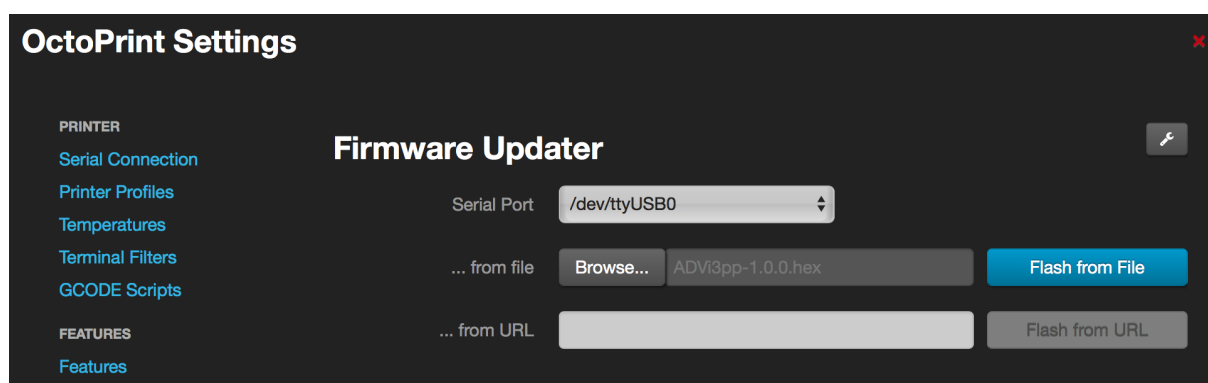 OctoPrint Settings
PRINTER
Serial Connection
Printer Profiles
Temperatures
Terminal Filters
GCODE Scripts
FEATURES
Features
Firmware Updater
Serial Port /dev/ttyUSB0
... from file Browse... ADVi3pp-1.0.0.hex Flash from File
... from URL Flash from URL